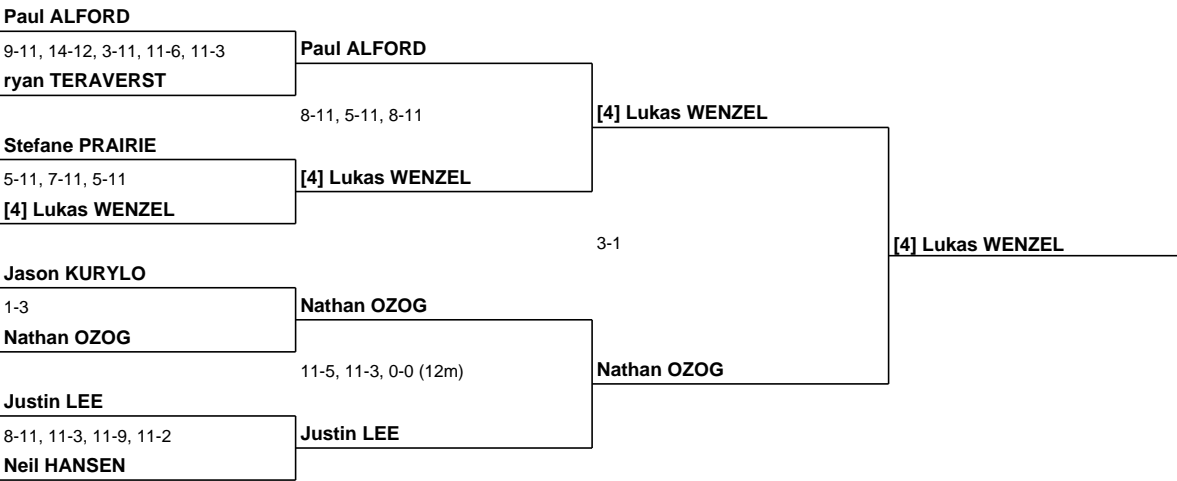 Paul ALFORD
9-11, 14-12, 3-11, 11-6, 11-3
Paul ALFORD
ryan TERAVERST
8-11, 5-11, 8-11
[4] Lukas WENZEL
Stefane PRAIRIE
5-11, 7-11, 5-11
[4] Lukas WENZEL
[4] Lukas WENZEL
3-1
[4] Lukas WENZEL
Jason KURYLO
1-3
Nathan OZOG
Nathan OZOG
11-5, 11-3, 0-0 (12m)
Nathan OZOG
Justin LEE
8-11, 11-3, 11-9, 11-2
Justin LEE
Neil HANSEN